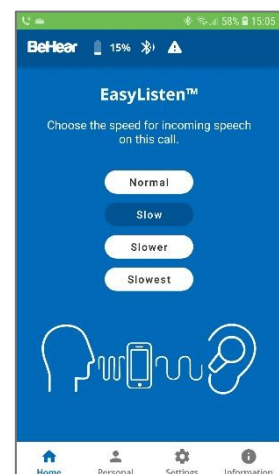 58% 15:05
BeHear 15%
EasyListen™
Choose the speed for incoming speech
on this call.
Normal
Slow
Slower
Slowest
Home Personal Settings Information